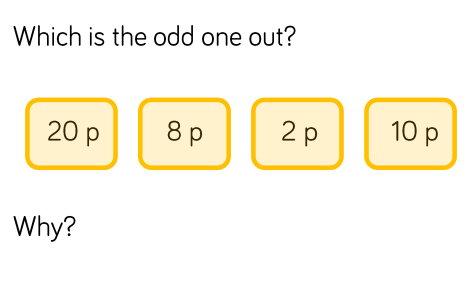 Which is the odd one out?
20 p 8 p 2 p 10 p
Why?